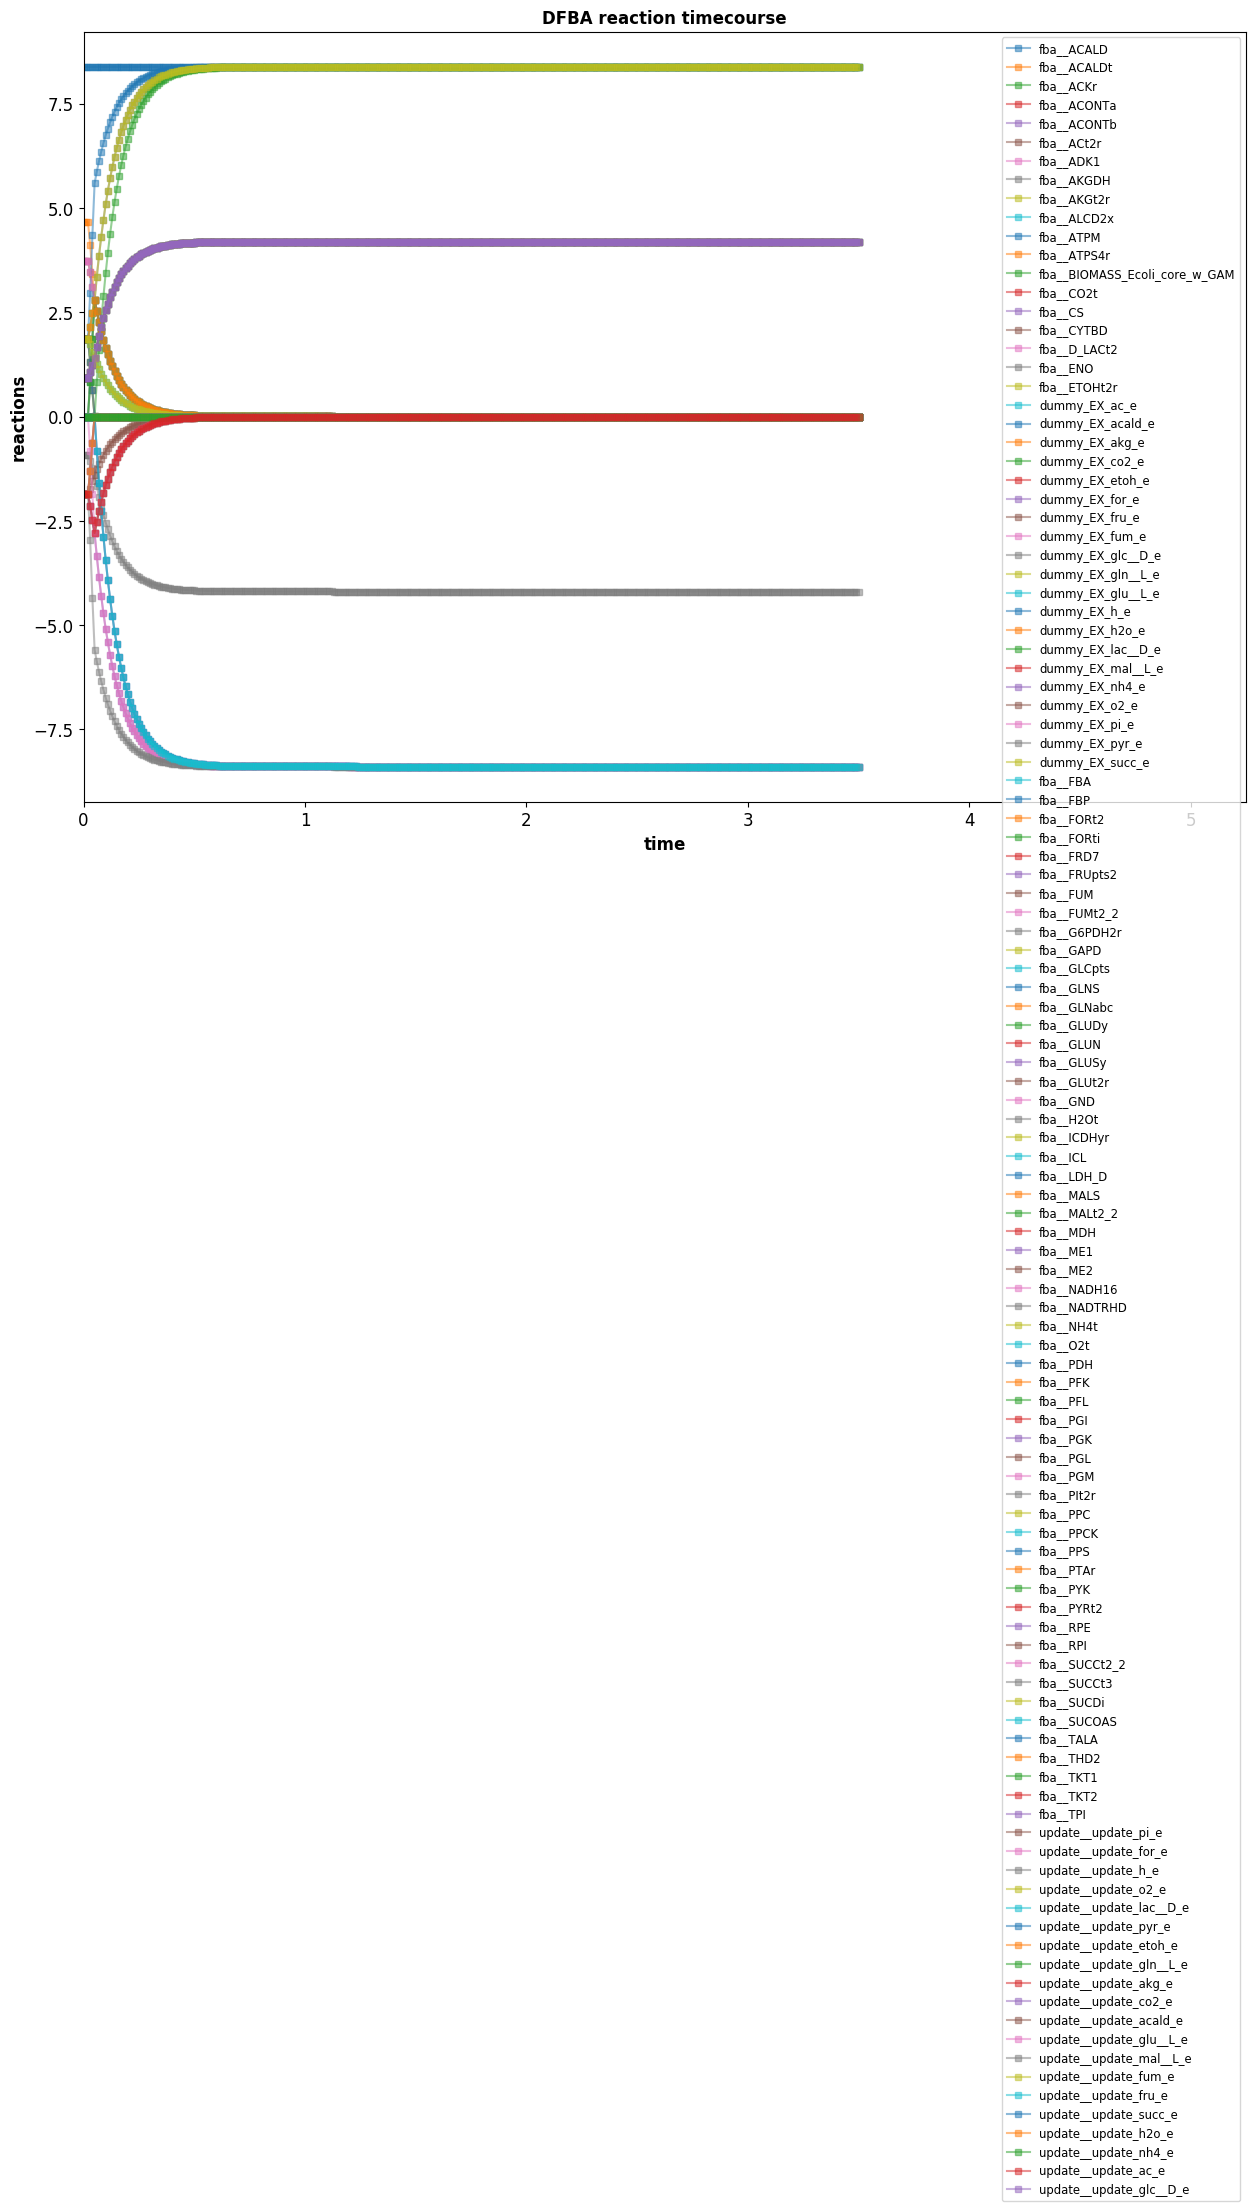 DFBA reaction timecourse
7.5
5.0
2.5
0.0
−2.5
−5.0
−7.5
reactions
0
1
2
3
4
5
time
fba__ACALD
fba__ACALDt
fba__ACKr
fba__ACONTa
fba__ACONTb
fba__ACt2r
fba__ADK1
fba__AKGDH
fba__AKGt2r
fba__ALCD2x
fba__ATPM
fba__ATPS4r
fba__BIOMASS_Ecoli_core_w_GAM
fba__CO2t
fba__CS
fba__CYTBD
fba__D_LACt2
fba__ENO
fba__ETOHt2r
dummy_EX_ac_e
dummy_EX_acald_e
dummy_EX_akg_e
dummy_EX_co2_e
dummy_EX_etoh_e
dummy_EX_for_e
dummy_EX_fru_e
dummy_EX_fum_e
dummy_EX_glc__D_e
dummy_EX_gln__L_e
dummy_EX_glu__L_e
dummy_EX_h_e
dummy_EX_h2o_e
dummy_EX_lac__D_e
dummy_EX_mal__L_e
dummy_EX_nh4_e
dummy_EX_o2_e
dummy_EX_pi_e
dummy_EX_pyr_e
dummy_EX_succ_e
fba__FBA
fba__FBP
fba__FORt2
fba__FORti
fba__FRD7
fba__FRUpts2
fba__FUM
fba__FUMt2_2
fba__G6PDH2r
fba__GAPD
fba__GLCpts
fba__GLNS
fba__GLNabc
fba__GLUDy
fba__GLUN
fba__GLUSy
fba__GLUt2r
fba__GND
fba__H2Ot
fba__ICDHyr
fba__ICL
fba__LDH_D
fba__MALS
fba__MALt2_2
fba__MDH
fba__ME1
fba__ME2
fba__NADH16
fba__NADTRHD
fba__NH4t
fba__O2t
fba__PDH
fba__PFK
fba__PFL
fba__PGI
fba__PGK
fba__PGL
fba__PGM
fba__PIt2r
fba__PPC
fba__PPCK
fba__PPS
fba__PTAr
fba__PYK
fba__PYRt2
fba__RPE
fba__RPI
fba__SUCCt2_2
fba__SUCCt3
fba__SUCDi
fba__SUCOAS
fba__TALA
fba__THD2
fba__TKT1
fba__TKT2
fba__TPI
update__update_pi_e
update__update_for_e
update__update_h_e
update__update_o2_e
update__update_lac__D_e
update__update_pyr_e
update__update_etoh_e
update__update_gln__L_e
update__update_akg_e
update__update_co2_e
update__update_acald_e
update__update_glu__L_e
update__update_mal__L_e
update__update_fum_e
update__update_fru_e
update__update_succ_e
update__update_h2o_e
update__update_nh4_e
update__update_ac_e
update__update_glc__D_e